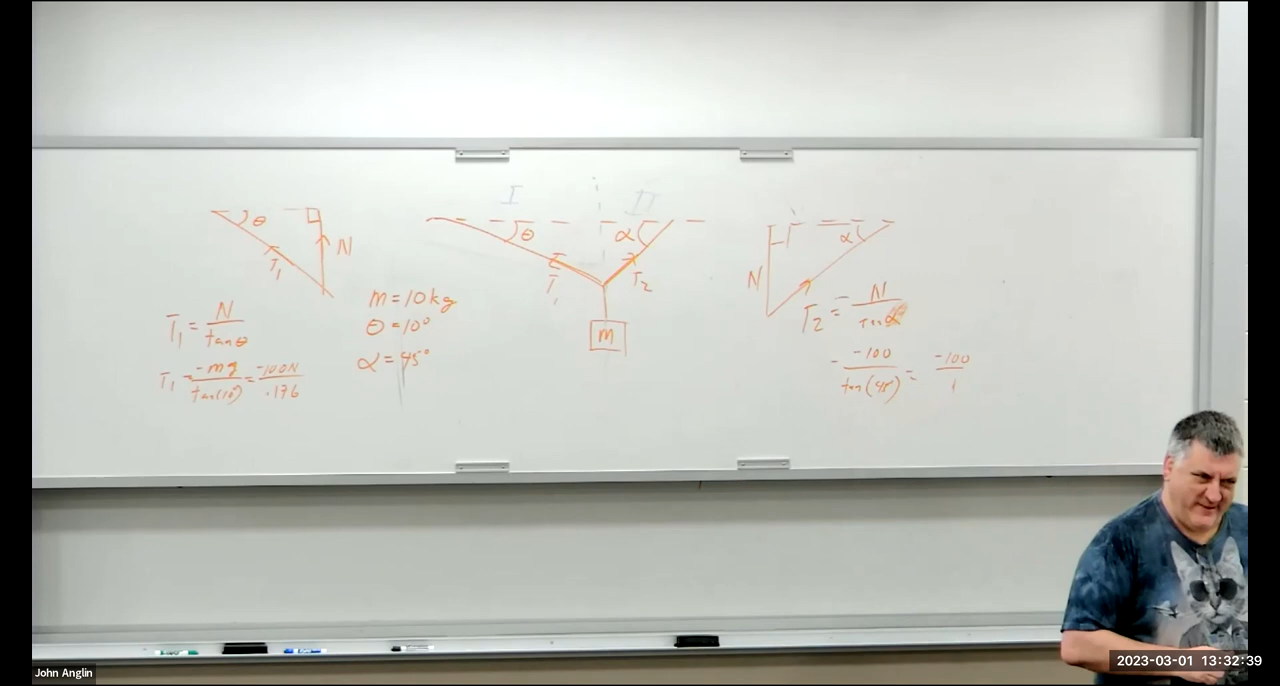 I
II
θ
T₁
N
θ
α
T₁
T₂
m
N
α
T₁ = N / tanθ
T₁ = -mg / tan(10°) = -100N / .176
m = 10kg
θ = 10°
α = 45°
T₂ = N / tan α
-100 / tan(45) = -100 / 1
John Anglin
2023-03-01 13:32:39